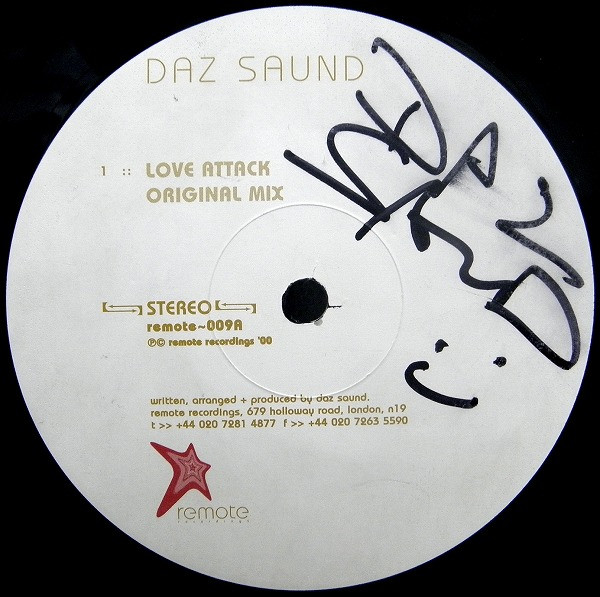 DAZ SAUND
1 :: LOVE ATTACK
ORIGINAL MIX
STEREO
remote~009A
℗© remote recordings '00
written, arranged + produced by daz saund.
remote recordings, 679 holloway road, london, n19
t >> +44 020 7281 4877 f >> +44 020 7263 5590
remote
recordings